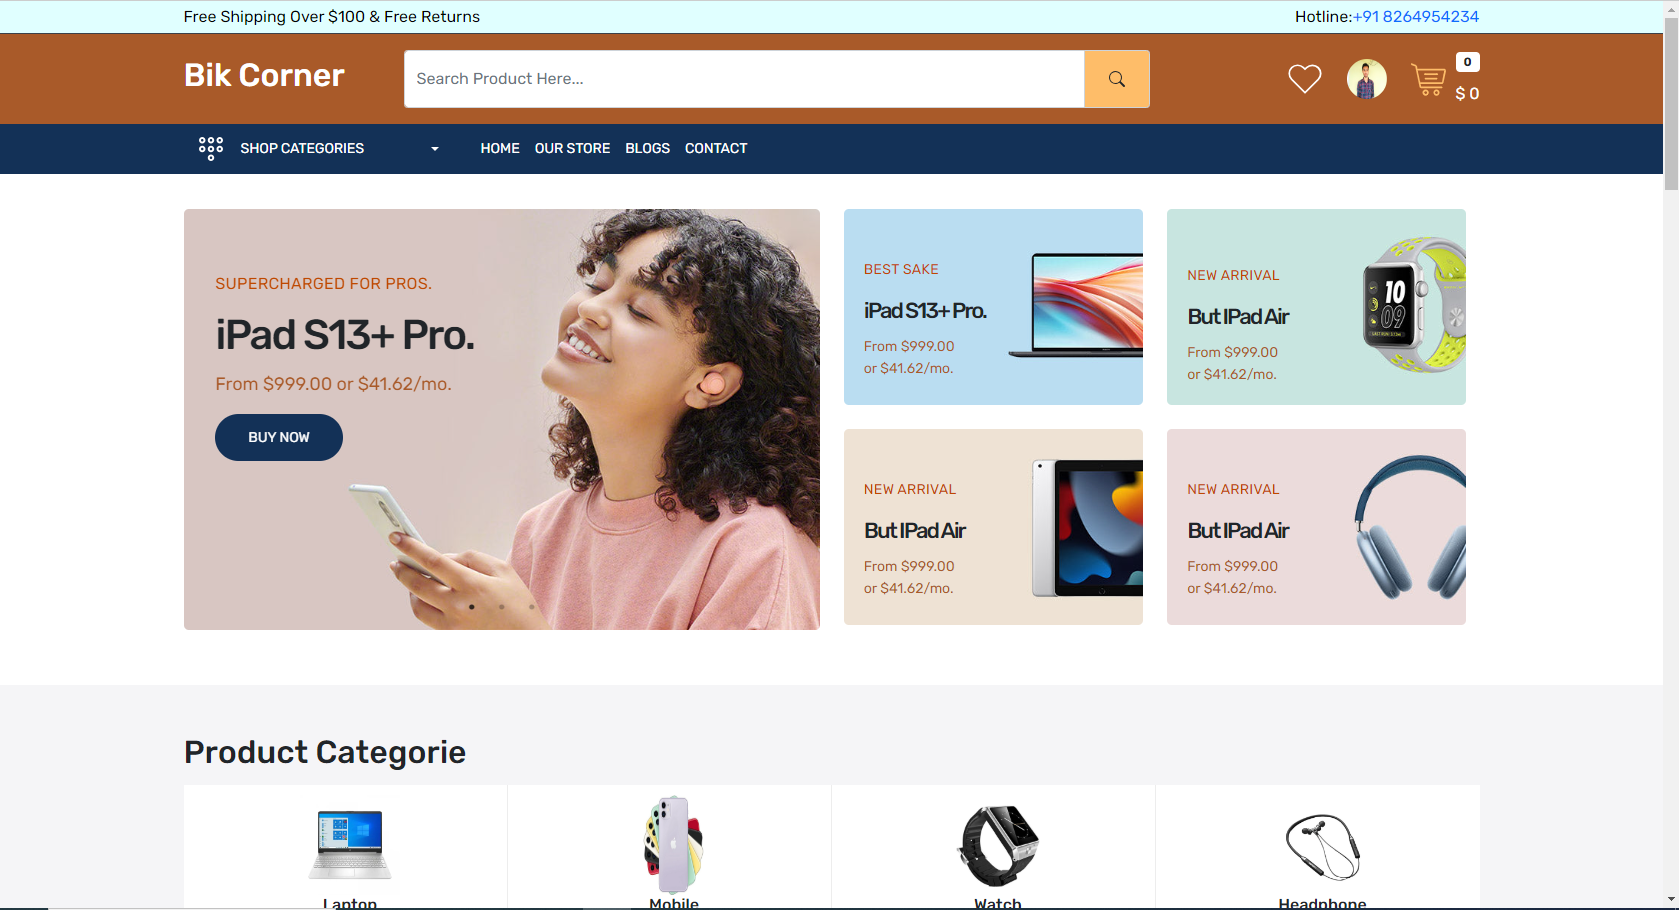 Free Shipping Over $100 & Free Returns
Hotline:+91 8264954234
Bik Corner
Search Product Here...
0
$ 0
SHOP CATEGORIES
HOME OUR STORE BLOGS CONTACT
SUPERCHARGED FOR PROS.
iPad S13+ Pro.
From $999.00 or $41.62/mo.
BUY NOW
BEST SAKE
iPad S13+ Pro.
From $999.00
or $41.62/mo.
NEW ARRIVAL
But IPad Air
From $999.00
or $41.62/mo.
10
09
NEW ARRIVAL
But IPad Air
From $999.00
or $41.62/mo.
NEW ARRIVAL
But IPad Air
From $999.00
or $41.62/mo.
Product Categorie
Laptop
Mobile
Watch
Headphone